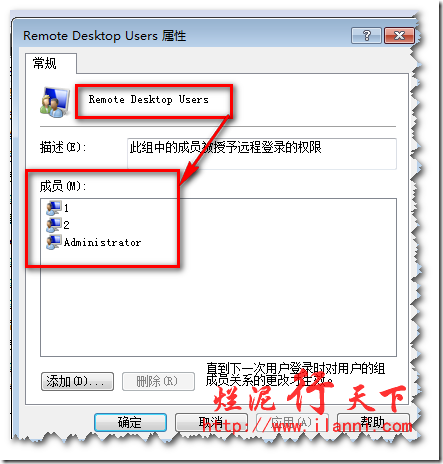 Remote Desktop Users 属性
常规
Remote Desktop Users
描述(E):
此组中的成员被授予远程登录的权限
成员(M):
1
2
Administrator
直到下一次用户登录时对用户的组
成员关系的更改才生效。
添加(D)...
删除(R)
烂泥行天下
确定
取消
应用(A)
帮助
http://www.ilanni.com